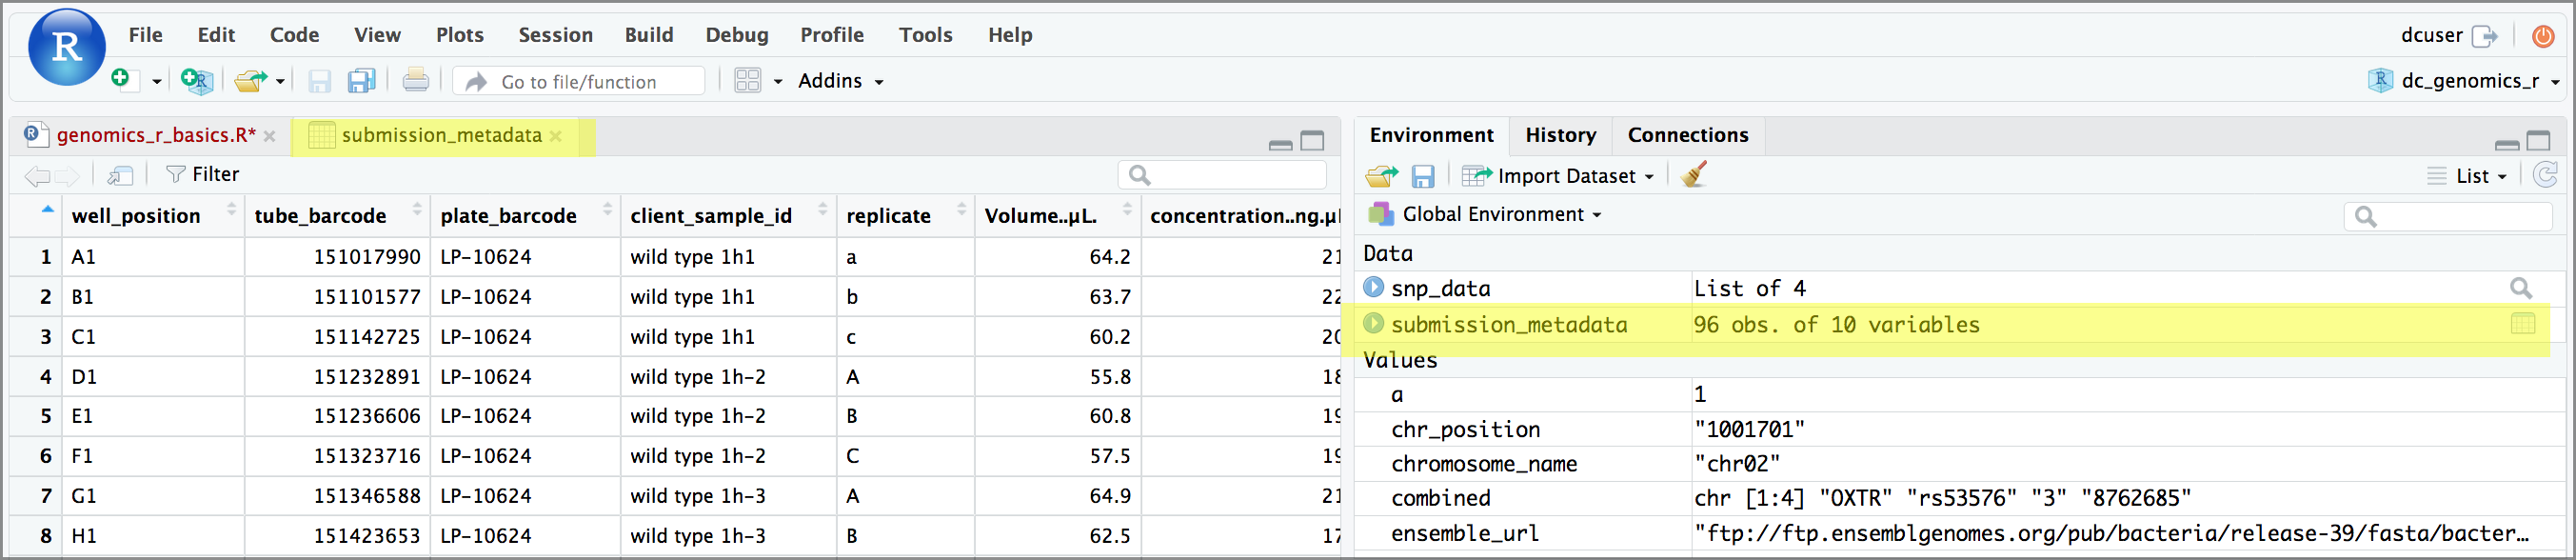 R File Edit Code View Plots Session Build Debug Profile Tools Help dcuser
Go to file/function Addins dc_genomics_r
genomics_r_basics.R* submission_metadata
Filter
well_position tube_barcode plate_barcode client_sample_id replicate Volume..µL. concentration..ng.µl
1 A1 151017990 LP-10624 wild type 1h1 a 64.2 21
2 B1 151101577 LP-10624 wild type 1h1 b 63.7 22
3 C1 151142725 LP-10624 wild type 1h1 c 60.2 20
4 D1 151232891 LP-10624 wild type 1h-2 A 55.8 18
5 E1 151236606 LP-10624 wild type 1h-2 B 60.8 19
6 F1 151323716 LP-10624 wild type 1h-2 C 57.5 19
7 G1 151346588 LP-10624 wild type 1h-3 A 64.9 21
8 H1 151423653 LP-10624 wild type 1h-3 B 62.5 17
Environment History Connections
Import Dataset List
Global Environment
Data
snp_data List of 4
submission_metadata 96 obs. of 10 variables
Values
a 1
chr_position "1001701"
chromosome_name "chr02"
combined chr [1:4] "OXTR" "rs53576" "3" "8762685"
ensemble_url "ftp://ftp.ensemblgenomes.org/pub/bacteria/release-39/fasta/bacter…